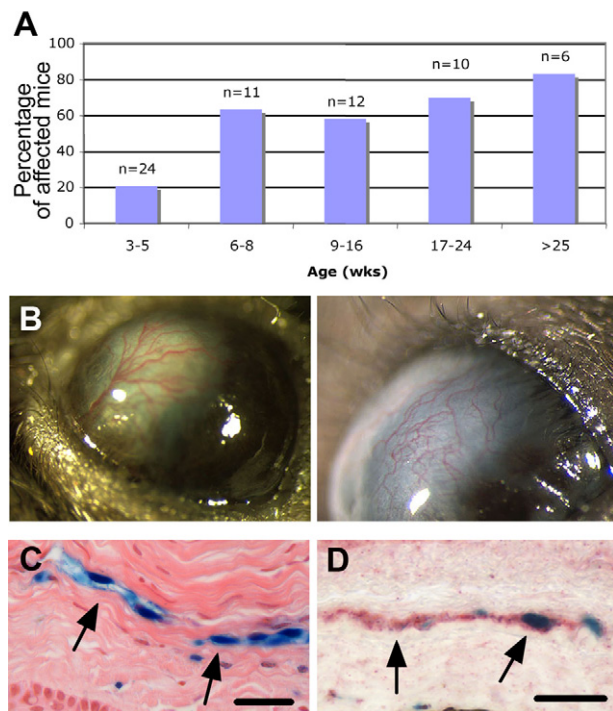 A
Percentage
of affected mice
100
80
60
40
20
0
n=24
n=11
n=12
n=10
n=6
3-5
6-8
9-16
17-24
>25
Age (wks)
B
C
D